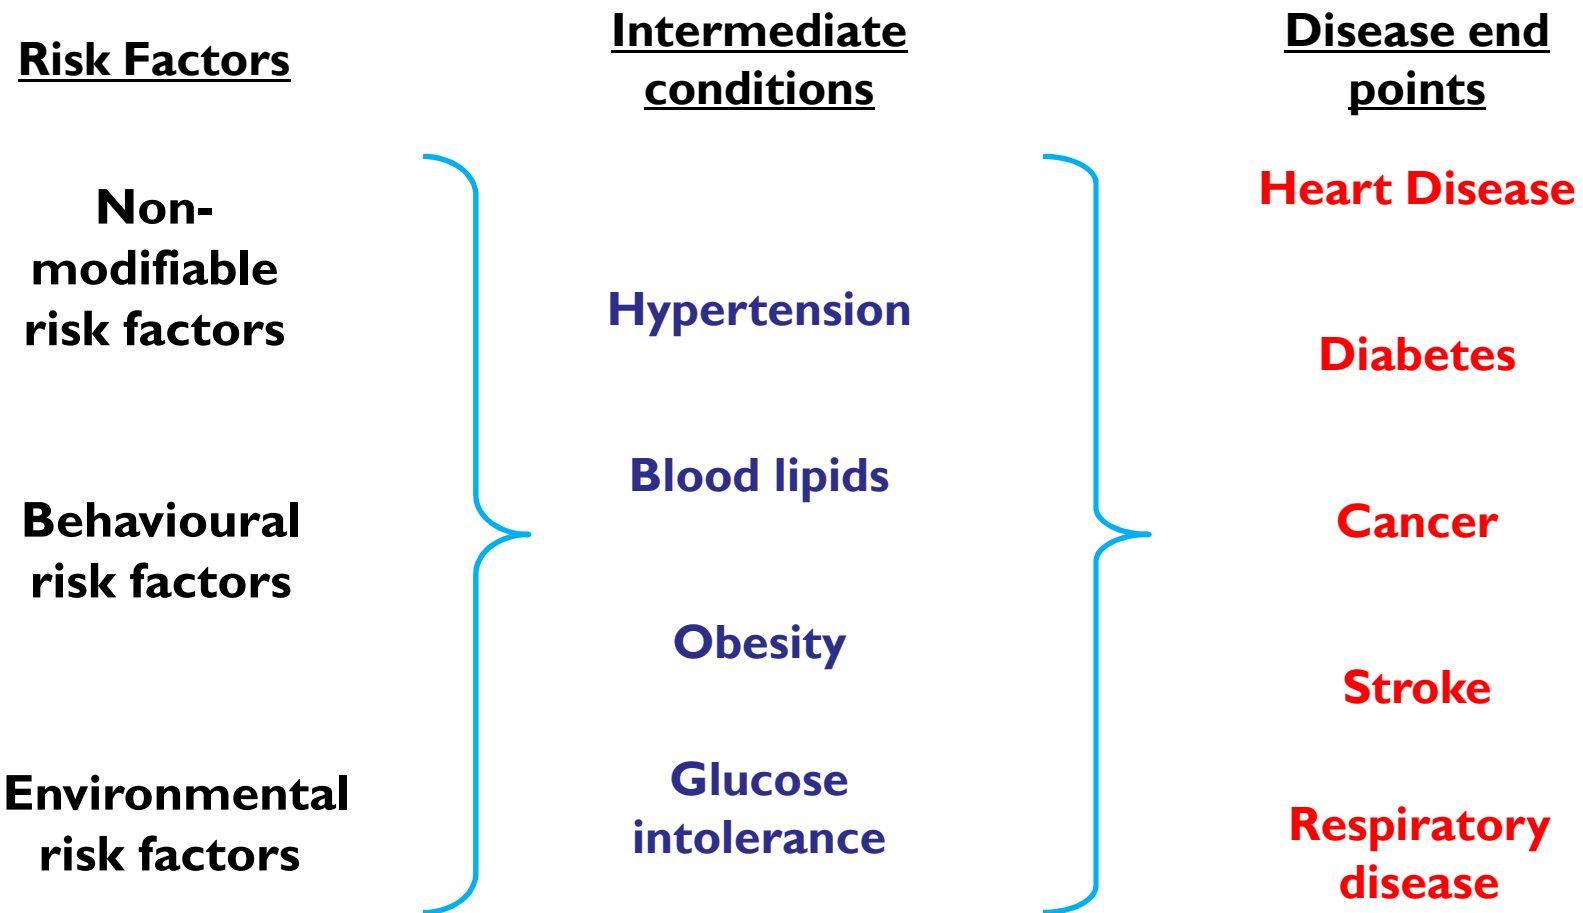 Risk Factors
Non-
modifiable
risk factors
Behavioural
risk factors
Environmental
risk factors
Intermediate
conditions
Hypertension
Blood lipids
Obesity
Glucose
intolerance
Disease end
points
Heart Disease
Diabetes
Cancer
Stroke
Respiratory
disease